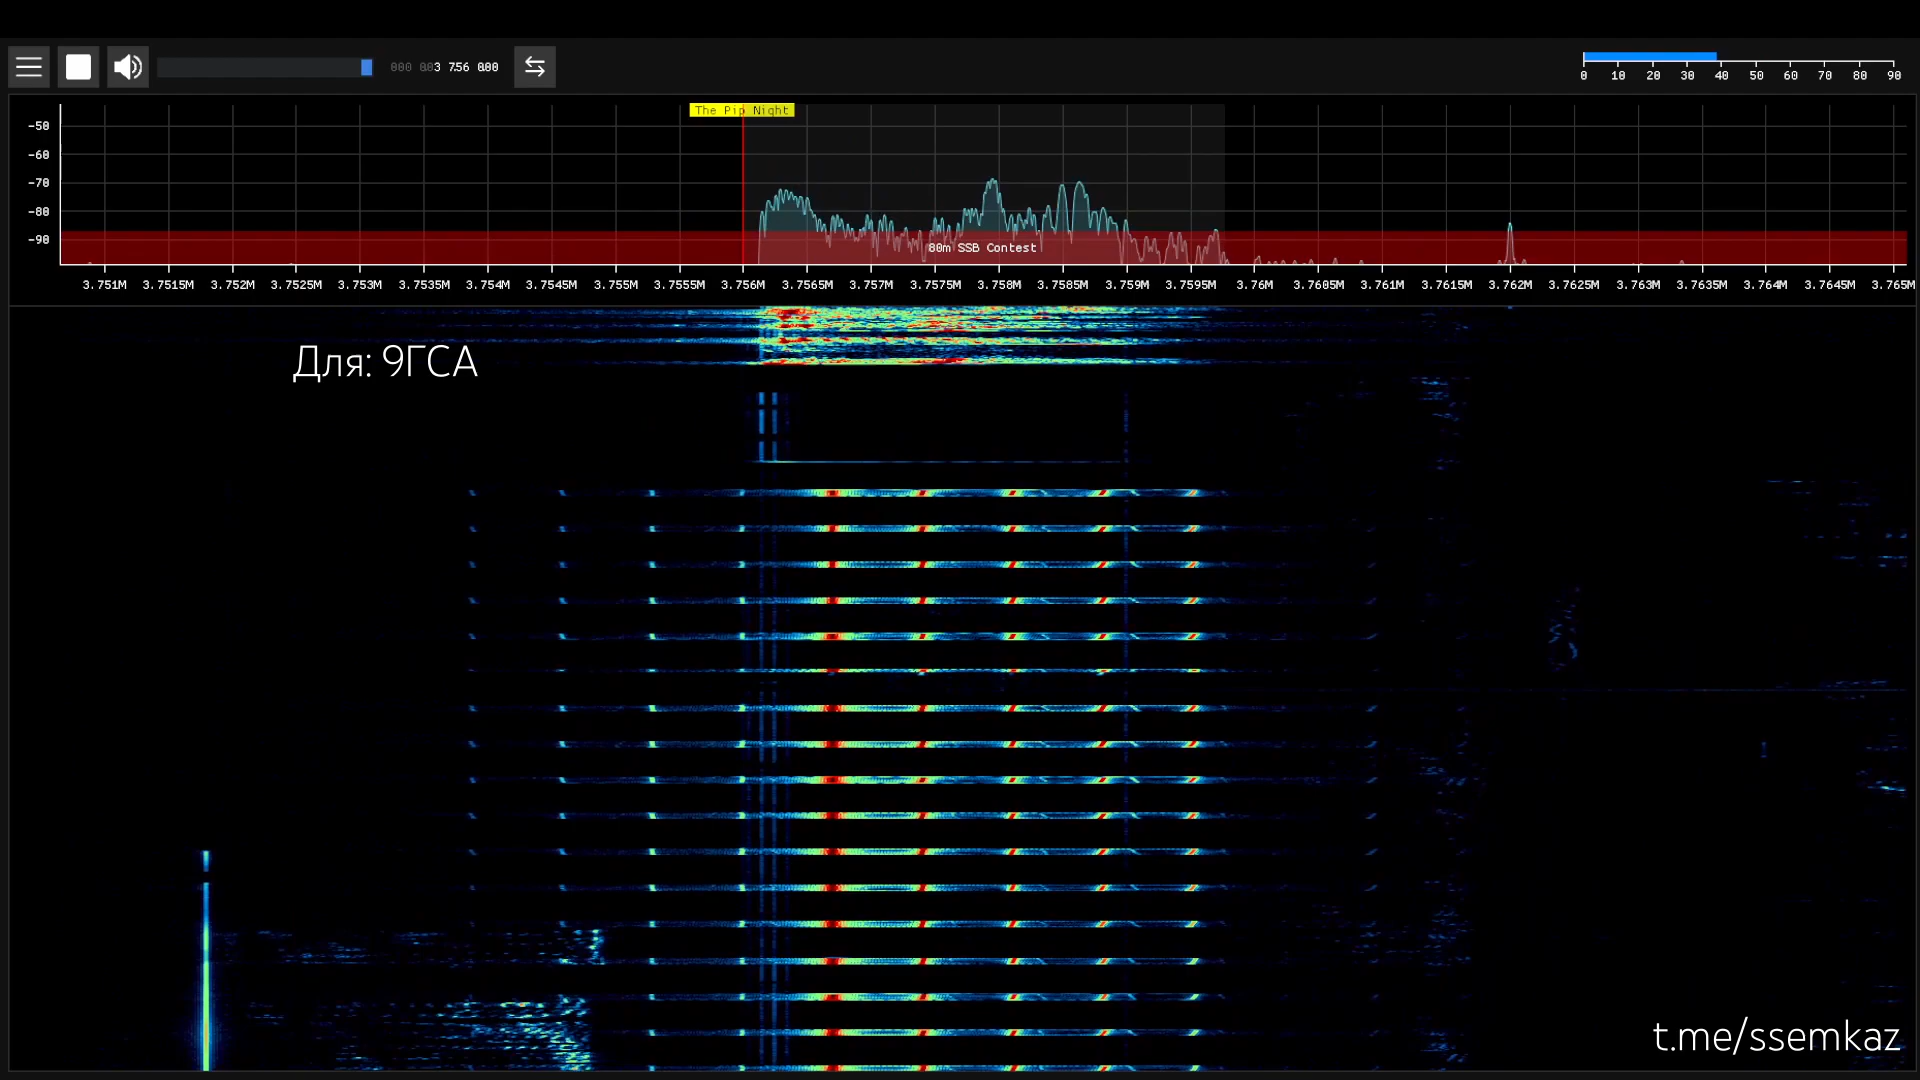 000 003 756 000
0 10 20 30 40 50 60 70 80 90
The Pip Night
-50
-60
-70
-80
-90
80m SSB Contest
3.751M 3.7515M 3.752M 3.7525M 3.753M 3.7535M 3.754M 3.7545M 3.755M 3.7555M 3.756M 3.7565M 3.757M 3.7575M 3.758M 3.7585M 3.759M 3.7595M 3.76M 3.7605M 3.761M 3.7615M 3.762M 3.7625M 3.763M 3.7635M 3.764M 3.7645M 3.765M
Для: 9ГСА
t.me/ssemkaz